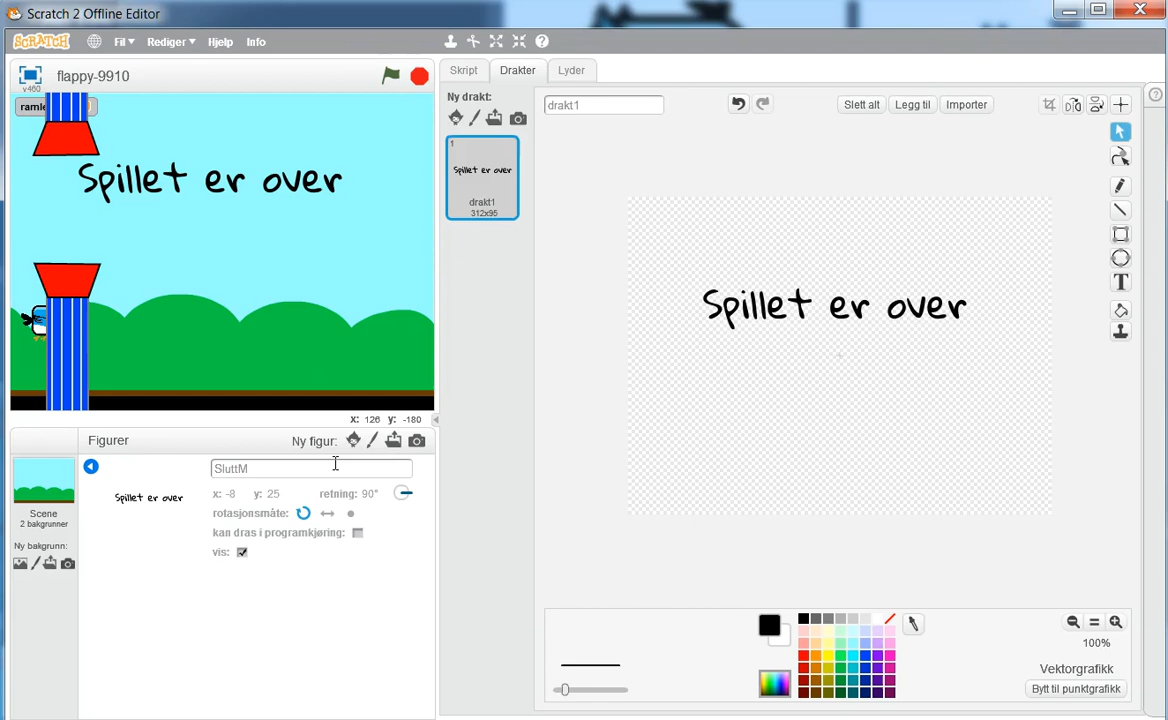 Scratch 2 Offline Editor
SCRATCH
Fil
Rediger
Hjelp
Info
v460
flappy-9910
Spillet er over
x: 126 y: -180
Figurer
Ny figur:
Scene
2 bakgrunner
Ny bakgrunn:
Spillet er over
SluttM
x: -8 y: 25 retning: 90°
rotasjonsmåte:
kan dras i programkjøring:
vis:
Skript
Drakter
Lyder
Ny drakt:
1
Spillet er over
drakt1
312x95
drakt1
Slett alt
Legg til
Importer
Spillet er over
T
100%
Vektorgrafikk
Bytt til punktgrafikk